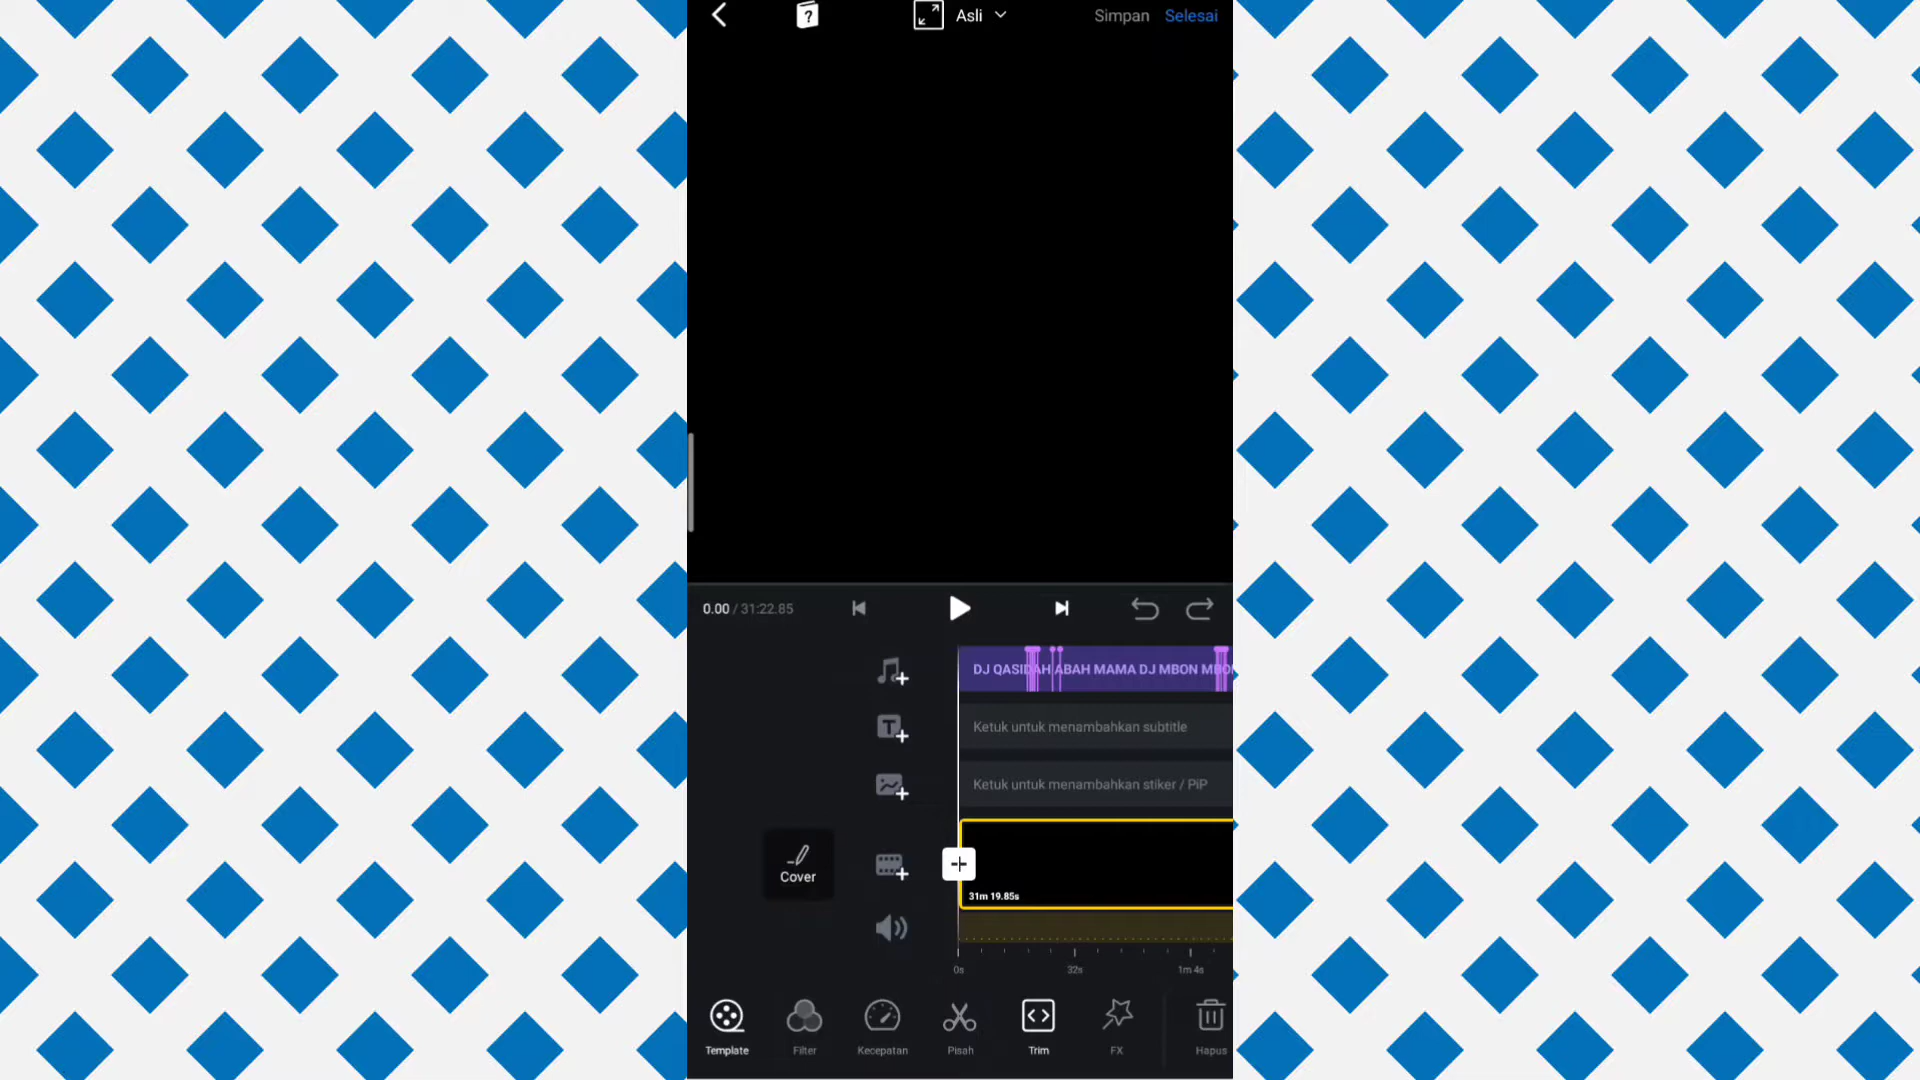 Asli
Simpan
Selesai
0.00 / 31:22.85
DJ QASIDAH ABAH MAMA DJ MBON
Ketuk untuk menambahkan subtitle
Ketuk untuk menambahkan stiker / PiP
Cover
31m 19.85s
0s
32s
1m 4s
Template
Filter
Kecepatan
Pisah
Trim
FX
Hapus